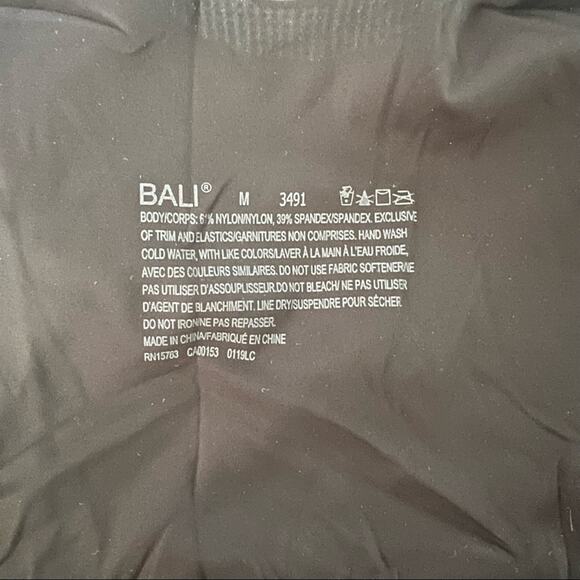 BALI® M 3491
BODY/CORPS: 61% NYLON/NYLON, 39% SPANDEX/SPANDEX. EXCLUSIVE
OF TRIM AND ELASTICS/GARNITURES NON COMPRISES. HAND WASH
COLD WATER, WITH LIKE COLORS/LAVER À LA MAIN À L'EAU FROIDE,
AVEC DES COULEURS SIMILAIRES. DO NOT USE FABRIC SOFTENER/NE
PAS UTILISER D'ASSOUPLISSEUR.DO NOT BLEACH/ NE PAS UTILISER
D'AGENT DE BLANCHIMENT. LINE DRY/SUSPENDRE POUR SÉCHER.
DO NOT IRON/NE PAS REPASSER.
MADE IN CHINA/FABRIQUÉ EN CHINE
RN15763 CA00153 0119LC